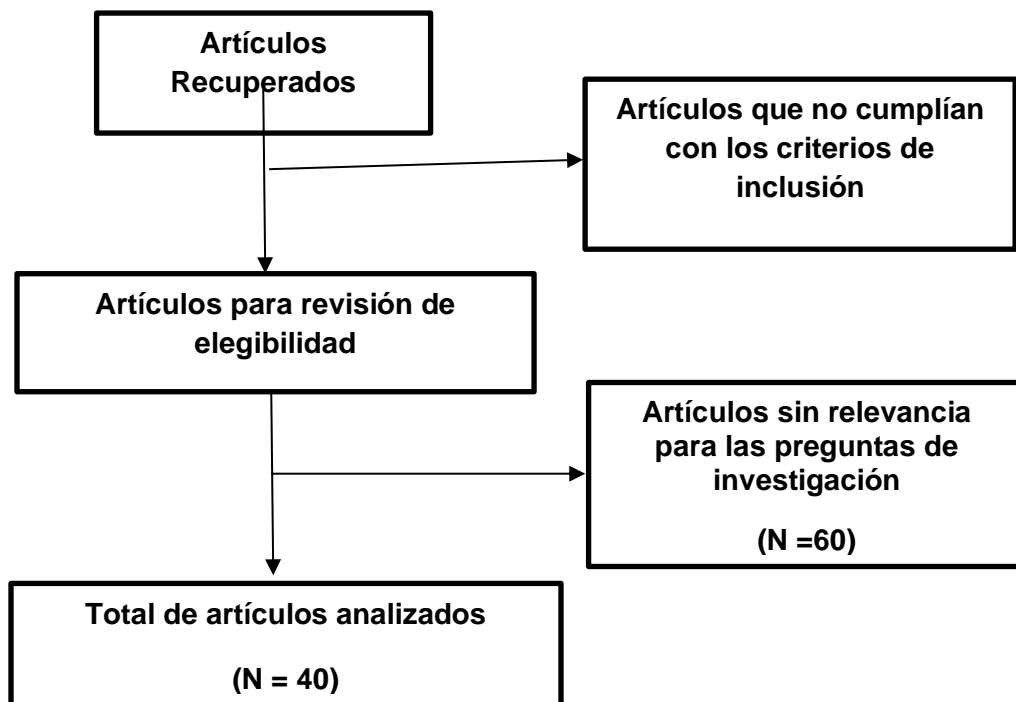 Artículos
Recuperados
Artículos que no cumplían
con los criterios de
inclusión
Artículos para revisión de
elegibilidad
Artículos sin relevancia
para las preguntas de
investigación
(N =60)
Total de artículos analizados
(N = 40)